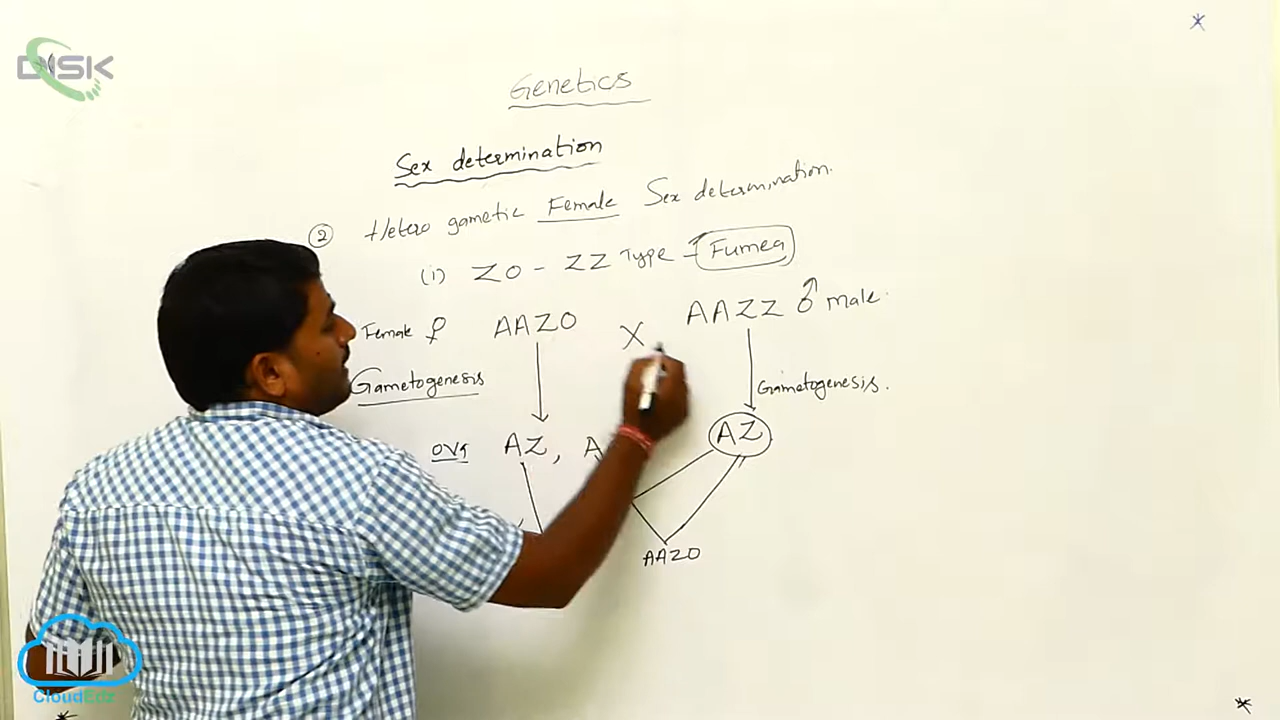 DISK
Genetics
Sex determination
② Hetero gametic Female Sex determination.
(i) ZO - ZZ Type - Fumea
Female ♀ AAZO X AAZZ ♂ male.
Gametogenesis Gametogenesis.
AZ, A AZ
AAZO
CloudEdz